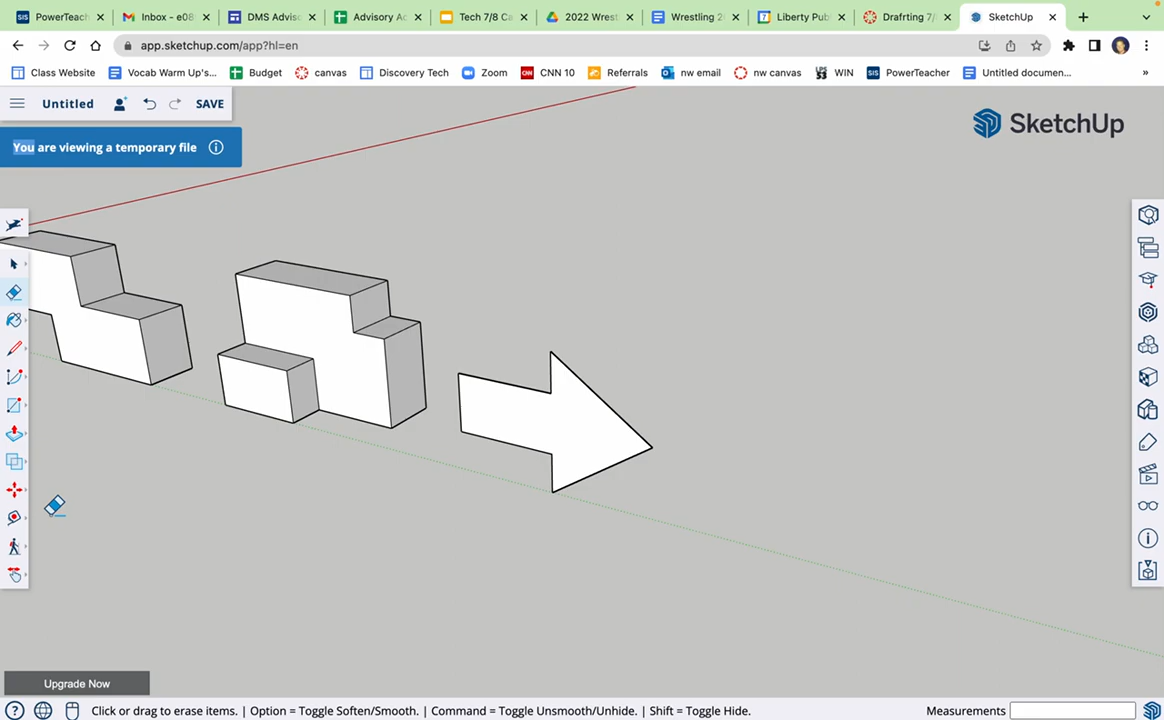 PowerTeach
Inbox - e08
DMS Adviso
Advisory Ac
Tech 7/8 Ca
2022 Wrest
Wrestling 2
Liberty Pub
Drafrting 7/
SketchUp
app.sketchup.com/app?hl=en
Class Website
Vocab Warm Up's...
Budget
canvas
Discovery Tech
Zoom
CNN 10
Referrals
nw email
nw canvas
WIN
PowerTeacher
Untitled documen...
»
Untitled
SAVE
You are viewing a temporary file
SketchUp
Upgrade Now
Click or drag to erase items. | Option = Toggle Soften/Smooth. | Command = Toggle Unsmooth/Unhide. | Shift = Toggle Hide.
Measurements